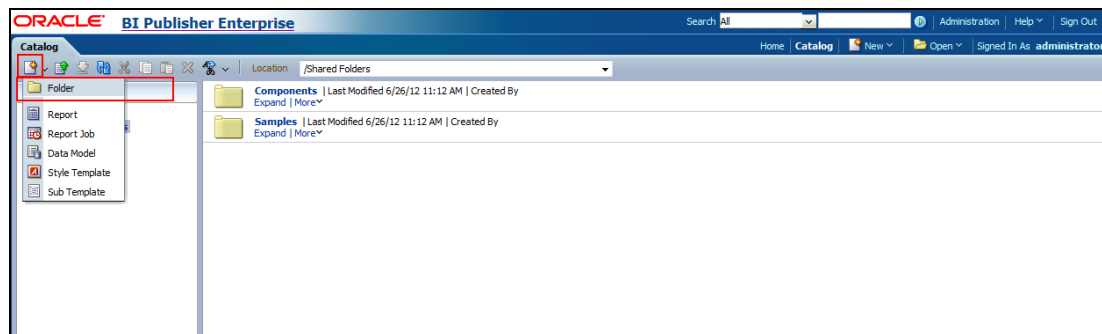 ORACLE BI Publisher Enterprise
Search All Administration Help Sign Out
Catalog
Home Catalog New Open Signed In As administrator
Location /Shared Folders
Folder
Report
Report Job
Data Model
Style Template
Sub Template
Components | Last Modified 6/26/12 11:12 AM | Created By
Expand | More
Samples | Last Modified 6/26/12 11:12 AM | Created By
Expand | More